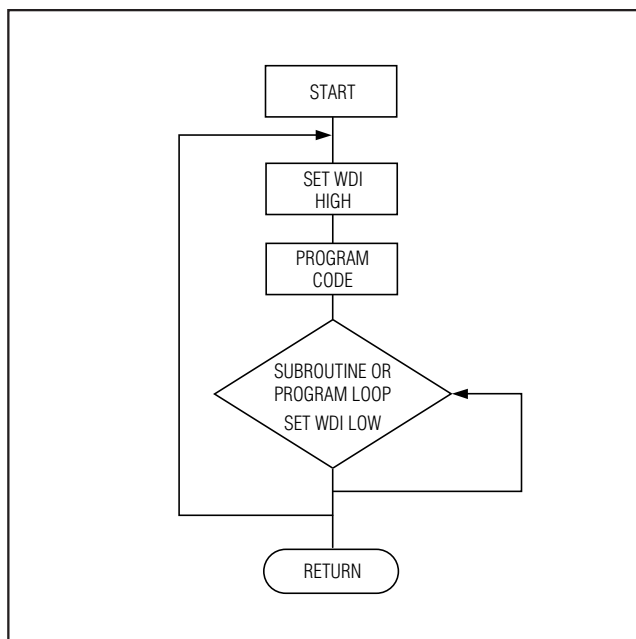 START
SET WDI
HIGH
PROGRAM
CODE
SUBROUTINE OR
PROGRAM LOOP
SET WDI LOW
RETURN